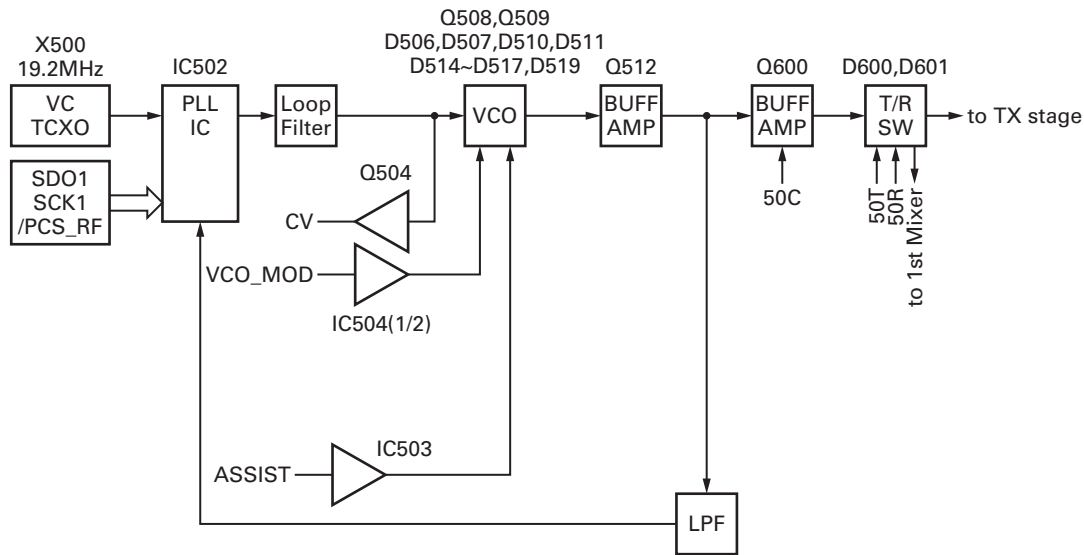 Q508,Q509
D506,D507,D510,D511
D514~D517,D519
X500
19.2MHz
IC502
Q512
Q600
D600,D601
VC
TCXO
PLL
IC
Loop
Filter
VCO
BUFF
AMP
BUFF
AMP
T/R
SW
to TX stage
SDO1
SCK1
/PCS_RF
Q504
CV
50C
50T
50R
to 1st Mixer
VCO_MOD
IC504(1/2)
IC503
ASSIST
LPF